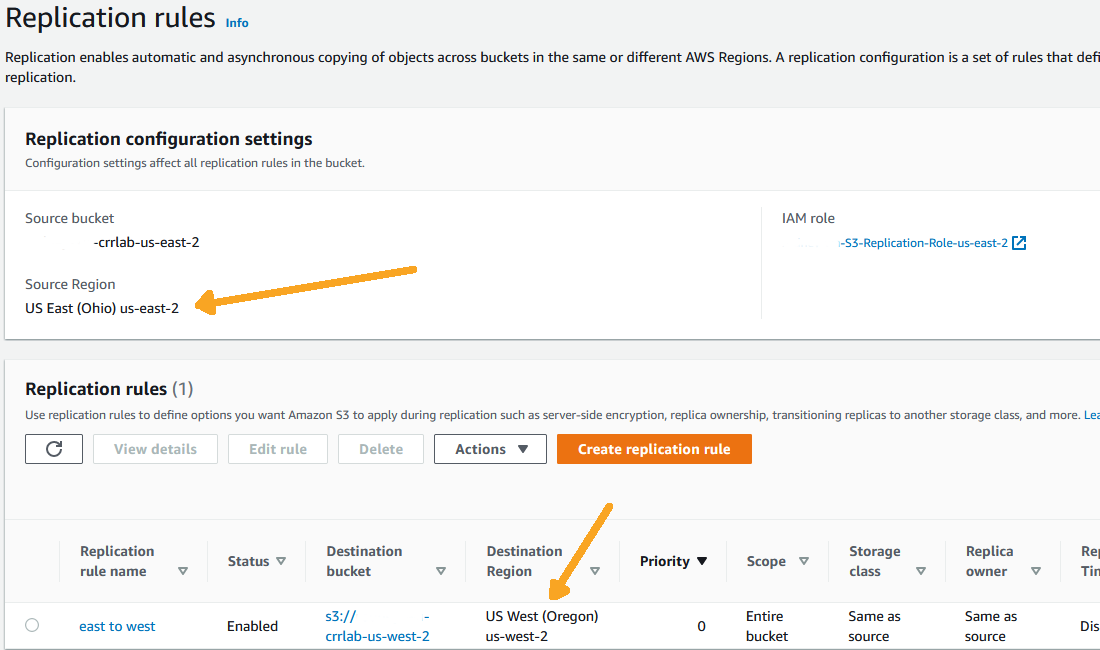 Replication rules Info
Replication enables automatic and asynchronous copying of objects across buckets in the same or different AWS Regions. A replication configuration is a set of rules that defi
replication.
Replication configuration settings
Configuration settings affect all replication rules in the bucket.
Source bucket
-crrlab-us-east-2
Source Region
US East (Ohio) us-east-2
IAM role
-S3-Replication-Role-us-east-2
Replication rules (1)
Use replication rules to define options you want Amazon S3 to apply during replication such as server-side encryption, replica ownership, transitioning replicas to another storage class, and more. Lea
View details Edit rule Delete Actions Create replication rule
Replication
rule name
Status
Destination
bucket
Destination
Region
Priority
Scope
Storage
class
Replica
owner
Rep
Tim
east to west
Enabled
s3:// -
crrlab-us-west-2
US West (Oregon)
us-west-2
0
Entire
bucket
Same as
source
Same as
source
Dis